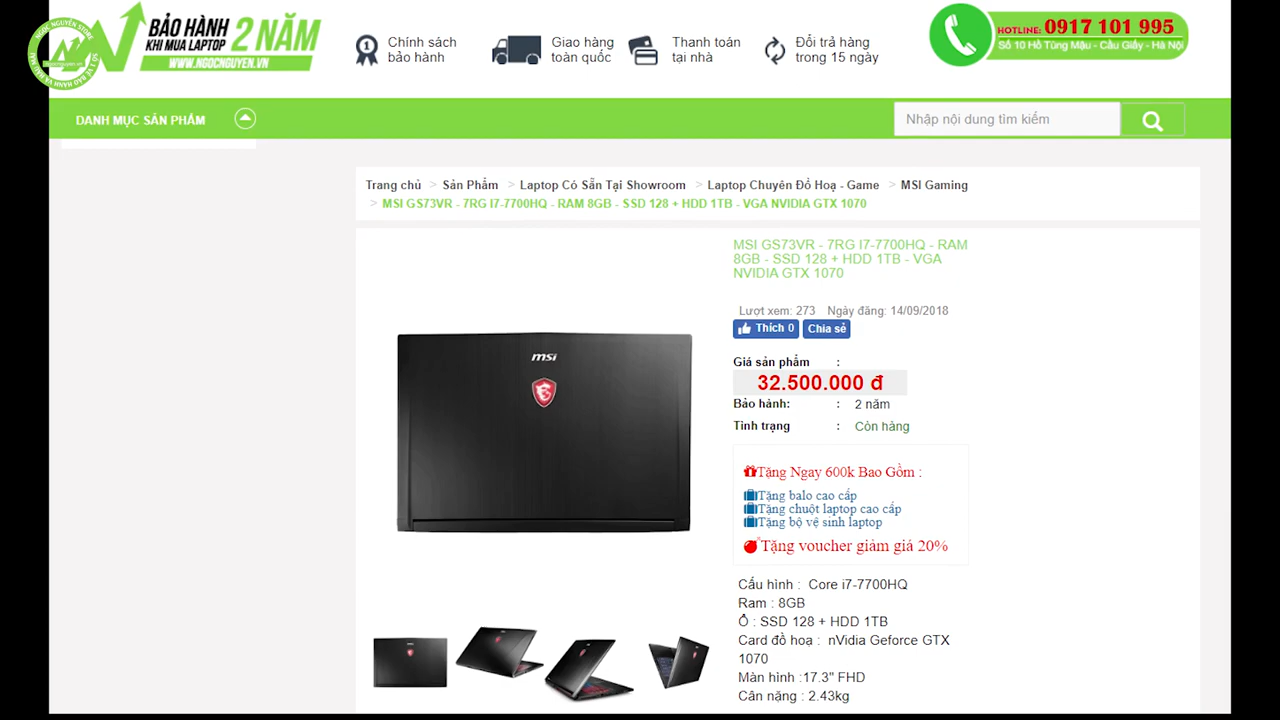 NGỌC NGUYỄN STORE
NGOCNGUYEN.VN
BẢO HÀNH
KHI MUA LAPTOP
2 NĂM
WWW.NGOCNGUYEN.VN
1
Chính sách
bảo hành
Giao hàng
toàn quốc
Thanh toán
tại nhà
Đổi trả hàng
trong 15 ngày
HOTLINE: 0917 101 995
Số 10 Hồ Tùng Mậu - Cầu Giấy - Hà Nội
DANH MỤC SẢN PHẨM
Nhập nội dung tìm kiếm
Trang chủ > Sản Phẩm > Laptop Có Sẵn Tại Showroom > Laptop Chuyên Đồ Hoạ - Game > MSI Gaming
> MSI GS73VR - 7RG I7-7700HQ - RAM 8GB - SSD 128 + HDD 1TB - VGA NVIDIA GTX 1070
MSI GS73VR - 7RG I7-7700HQ - RAM
8GB - SSD 128 + HDD 1TB - VGA
NVIDIA GTX 1070
Lượt xem: 273 Ngày đăng: 14/09/2018
Thích 0 Chia sẻ
Giá sản phẩm :
32.500.000 đ
Bảo hành: : 2 năm
Tình trạng : Còn hàng
Tặng Ngay 600k Bao Gồm :
Tặng balo cao cấp
Tặng chuột laptop cao cấp
Tặng bộ vệ sinh laptop
Tặng voucher giảm giá 20%
Cấu hình : Core i7-7700HQ
Ram : 8GB
Ổ : SSD 128 + HDD 1TB
Card đồ hoạ : nVidia Geforce GTX
1070
Màn hình :17.3" FHD
Cân nặng : 2.43kg
msi